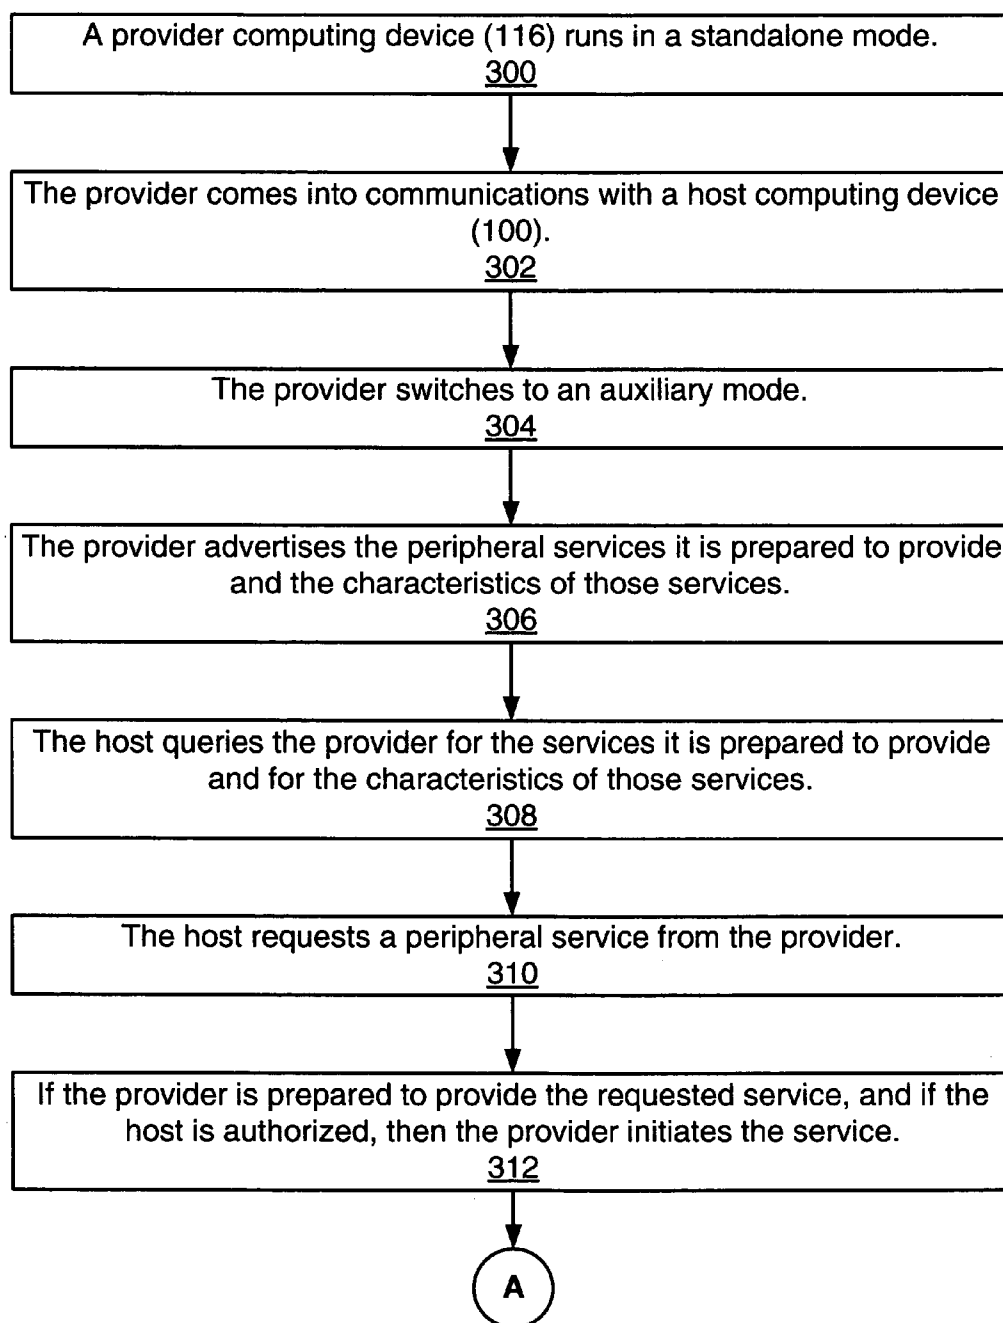 A provider computing device (116) runs in a standalone mode.
300
The provider comes into communications with a host computing device
(100).
302
The provider switches to an auxiliary mode.
304
The provider advertises the peripheral services it is prepared to provide
and the characteristics of those services.
306
The host queries the provider for the services it is prepared to provide
and for the characteristics of those services.
308
The host requests a peripheral service from the provider.
310
If the provider is prepared to provide the requested service, and if the
host is authorized, then the provider initiates the service.
312
A